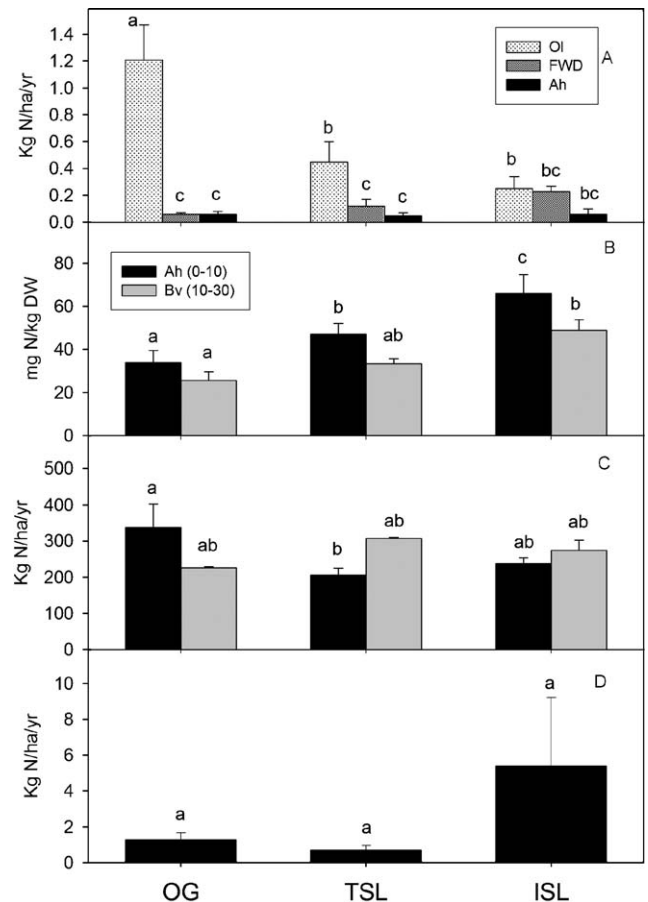 a
1.4
1.2
1.0
0.8
0.6
0.4
0.2
0.0
Kg N/ha/yr
Ol
FWD
Ah
A
c c
b
c
c
b bc
bc
80
60
40
20
0
mg N/kg DW
Ah (0-10)
Bv (10-30)
B
a a
b
ab
c
b
500
400
300
200
100
0
Kg N/ha/yr
C
a
ab
b
ab
ab
ab
10
8
6
4
2
0
Kg N/ha/yr
D
a
a
a
OG TSL ISL